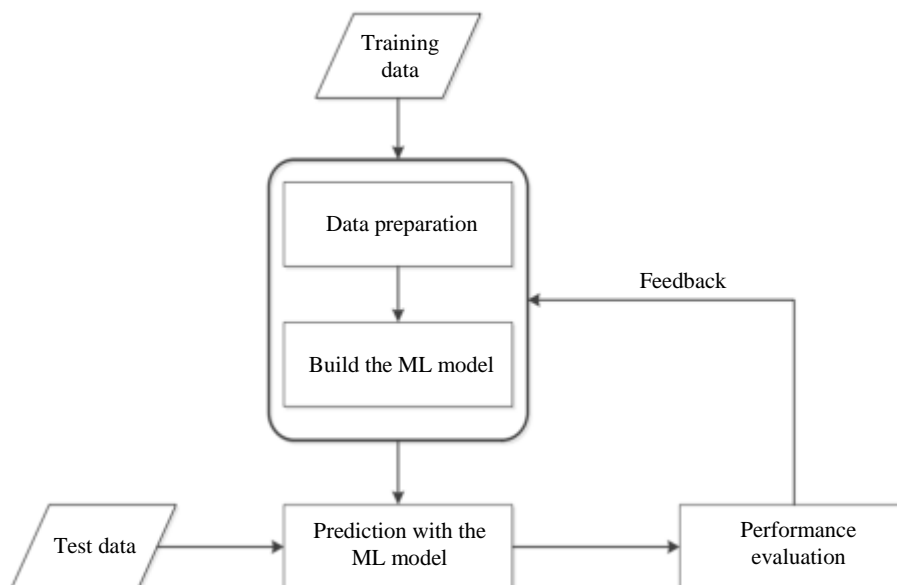 Training
data
Data preparation
Feedback
Build the ML model
Test data
Prediction with the
ML model
Performance
evaluation